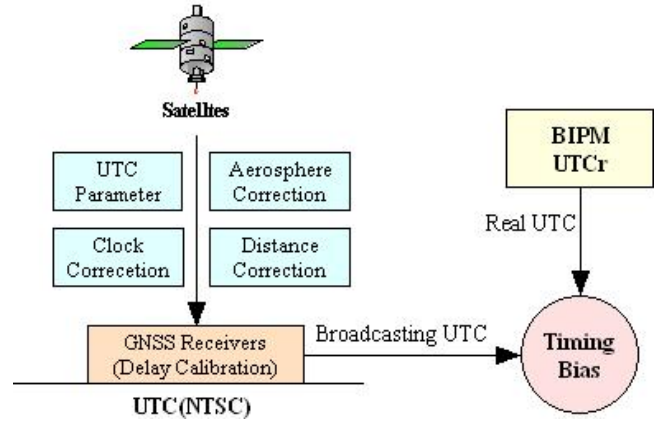 Satellites
UTC
Parameter
Aerosphere
Correction
Clock
Correcetion
Distance
Correction
GNSS Receivers
(Delay Calibration)
UTC(NTSC)
Broadcasting UTC
BIPM
UTCr
Real UTC
Timing
Bias